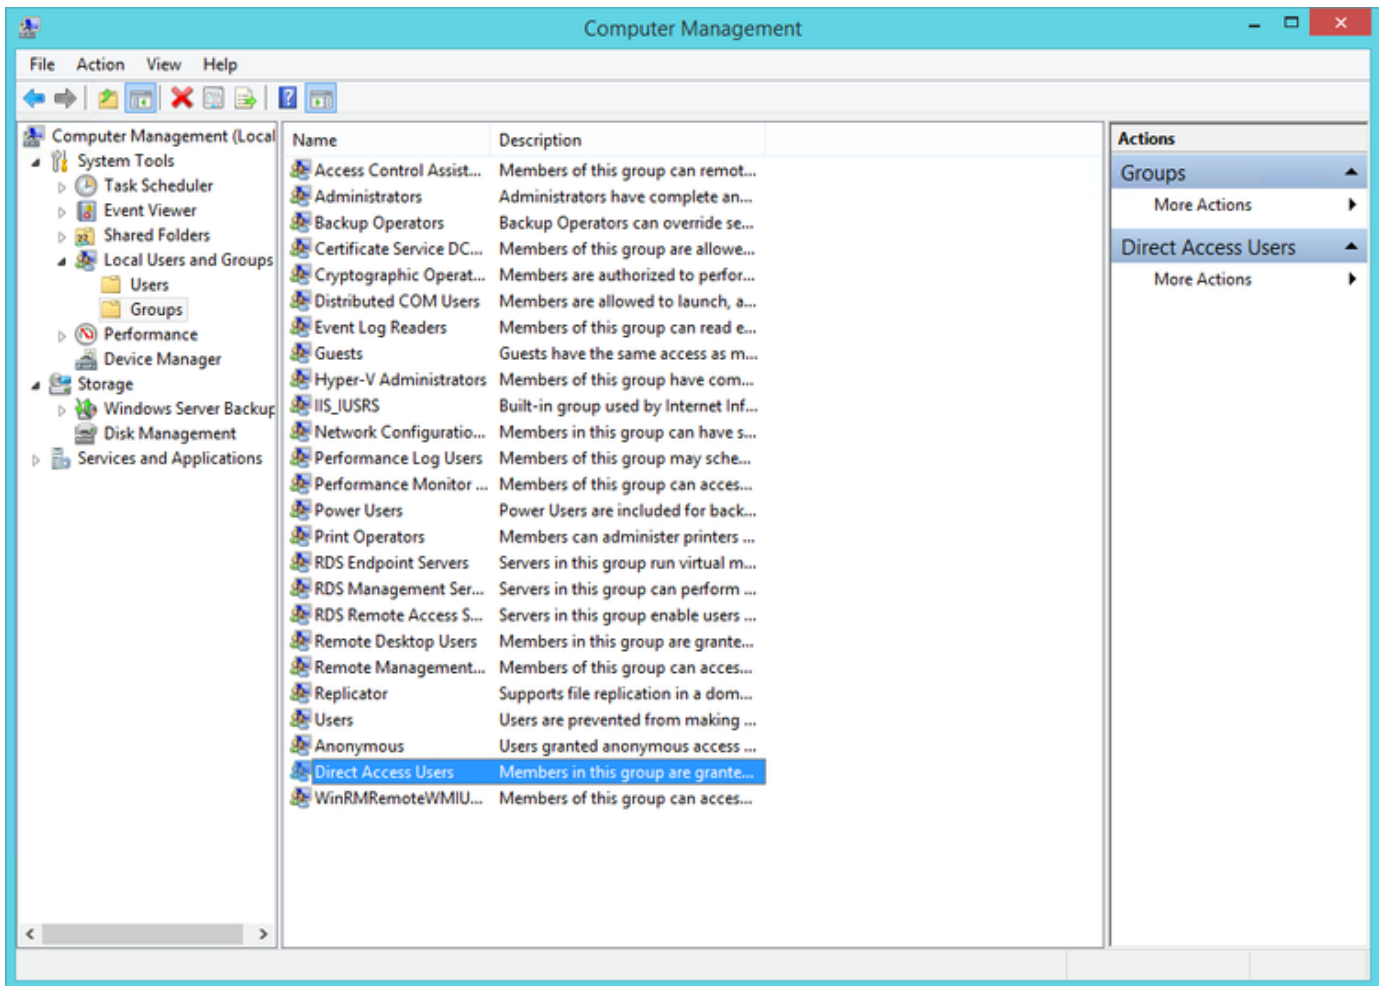 Computer Management
File Action View Help
Computer Management (Local
System Tools
Task Scheduler
Event Viewer
Shared Folders
Local Users and Groups
Users
Groups
Performance
Device Manager
Storage
Windows Server Backup
Disk Management
Services and Applications
Name Description
Access Control Assist... Members of this group can remot...
Administrators Administrators have complete an...
Backup Operators Backup Operators can override se...
Certificate Service DC... Members of this group are allowe...
Cryptographic Operat... Members are authorized to perfor...
Distributed COM Users Members are allowed to launch, a...
Event Log Readers Members of this group can read e...
Guests Guests have the same access as m...
Hyper-V Administrators Members of this group have com...
IIS_IUSRS Built-in group used by Internet Inf...
Network Configuratio... Members in this group can have s...
Performance Log Users Members of this group may sche...
Performance Monitor ... Members of this group can acces...
Power Users Power Users are included for back...
Print Operators Members can administer printers ...
RDS Endpoint Servers Servers in this group run virtual m...
RDS Management Ser... Servers in this group can perform ...
RDS Remote Access S... Servers in this group enable users ...
Remote Desktop Users Members in this group are grante...
Remote Management... Members of this group can acces...
Replicator Supports file replication in a dom...
Users Users are prevented from making ...
Anonymous Users granted anonymous access ...
Direct Access Users Members in this group are grante...
WinRMRemoteWMIU... Members of this group can acces...
Actions
Groups
More Actions
Direct Access Users
More Actions